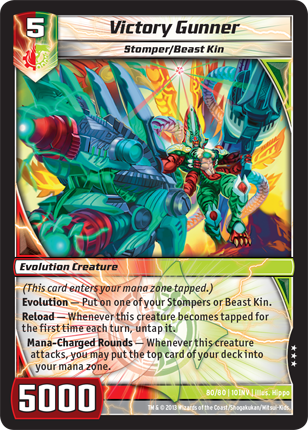 5
Victory Gunner
Stomper/Beast Kin
Evolution Creature
(This card enters your mana zone tapped.)
Evolution — Put on one of your Stompers or Beast Kin.
Reload — Whenever this creature becomes tapped for
the first time each turn, untap it.
Mana-Charged Rounds — Whenever this creature
attacks, you may put the top card of your deck into
your mana zone.
5000
80/80 | 101NV | Illus. Hippo
TM & © 2013 Wizards of the Coast/Shogakukan/Mitsui-Kids.